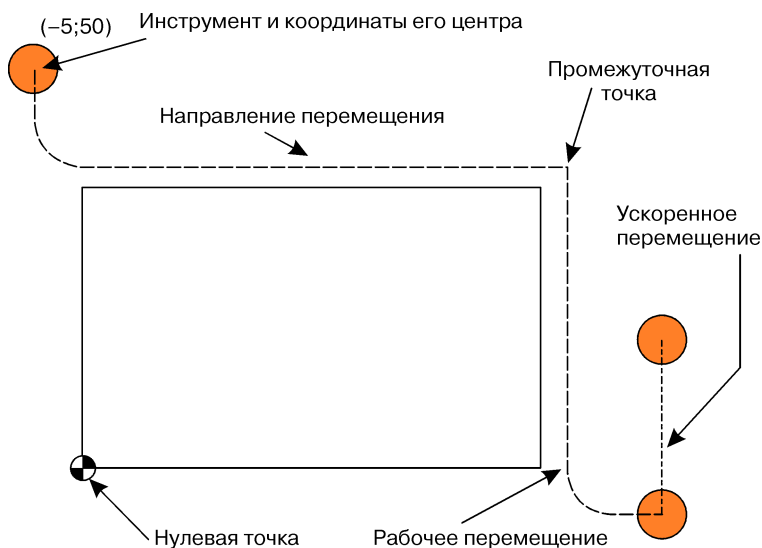 (–5;50)
Инструмент и координаты его центра
Промежуточная
точка
Направление перемещения
Ускоренное
перемещение
Нулевая точка
Рабочее перемещение